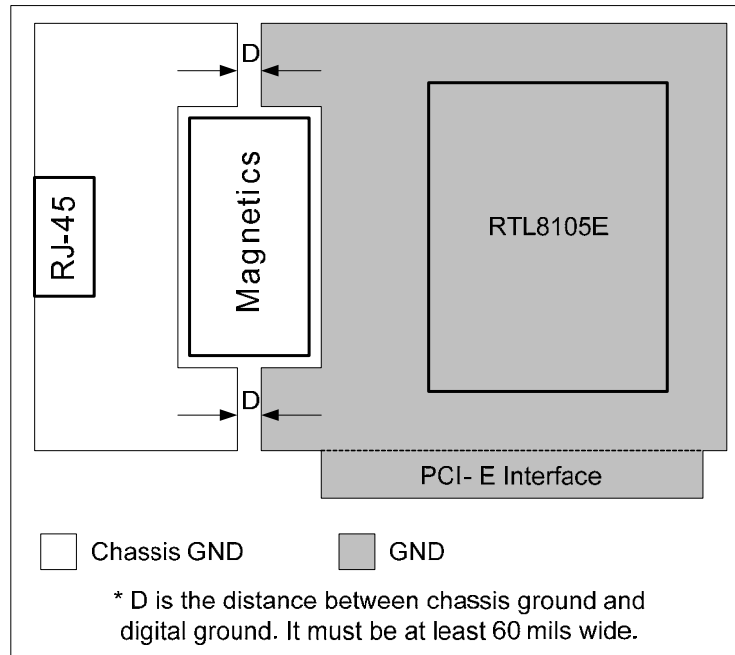 D
RJ-45
Magnetics
RTL8105E
D
PCI- E Interface
Chassis GND
GND
* D is the distance between chassis ground and
digital ground. It must be at least 60 mils wide.